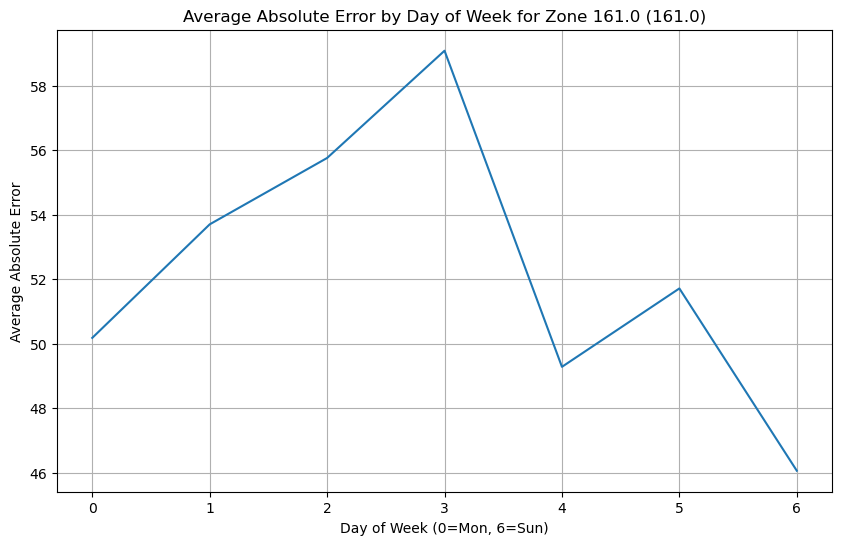 Average Absolute Error by Day of Week for Zone 161.0 (161.0)
58
56
54
52
50
48
46
Average Absolute Error
0 1 2 3 4 5 6
Day of Week (0=Mon, 6=Sun)